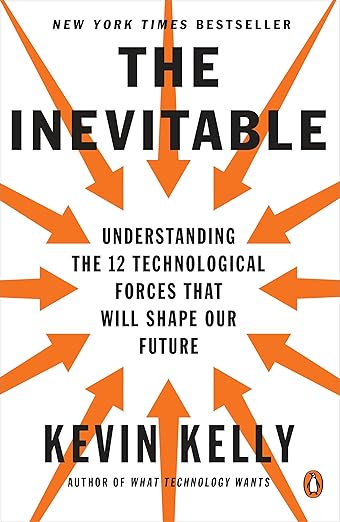 NEW YORK TIMES BESTSELLER
THE
INEVITABLE
UNDERSTANDING
THE 12 TECHNOLOGICAL
FORCES THAT
WILL SHAPE OUR
FUTURE
KEVIN KELLY
AUTHOR OF WHAT TECHNOLOGY WANTS